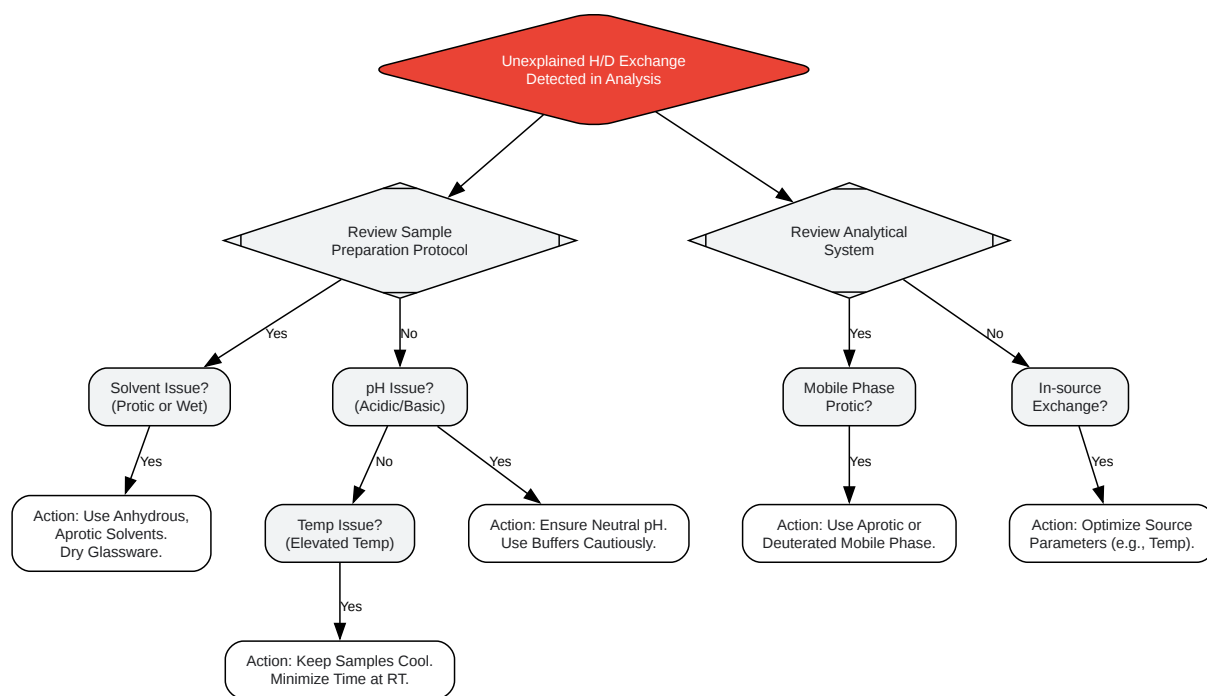 Unexplained H/D Exchange
Detected in Analysis
Review Sample
Preparation Protocol
Review Analytical
System
Yes
No
Yes
No
Solvent Issue?
(Protic or Wet)
pH Issue?
(Acidic/Basic)
Mobile Phase
Protic?
In-source
Exchange?
Yes
No
Yes
Yes
Yes
Action: Use Anhydrous,
Aprotic Solvents.
Dry Glassware.
Temp Issue?
(Elevated Temp)
Action: Ensure Neutral pH.
Use Buffers Cautiously.
Action: Use Aprotic or
Deuterated Mobile Phase.
Action: Optimize Source
Parameters (e.g., Temp).
Yes
Action: Keep Samples Cool.
Minimize Time at RT.